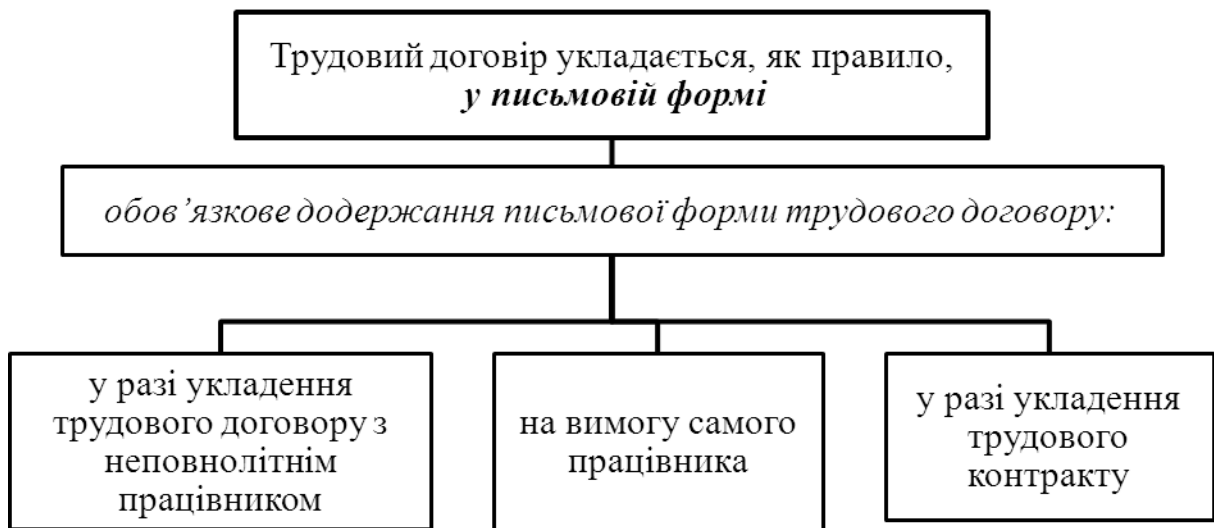 Трудовий договір укладається, як правило,
у письмовій формі
обов’язкове додержання письмової форми трудового договору:
у разі укладення
трудового договору з
неповнолітнім
працівником
на вимогу самого
працівника
у разі укладення
трудового
контракту